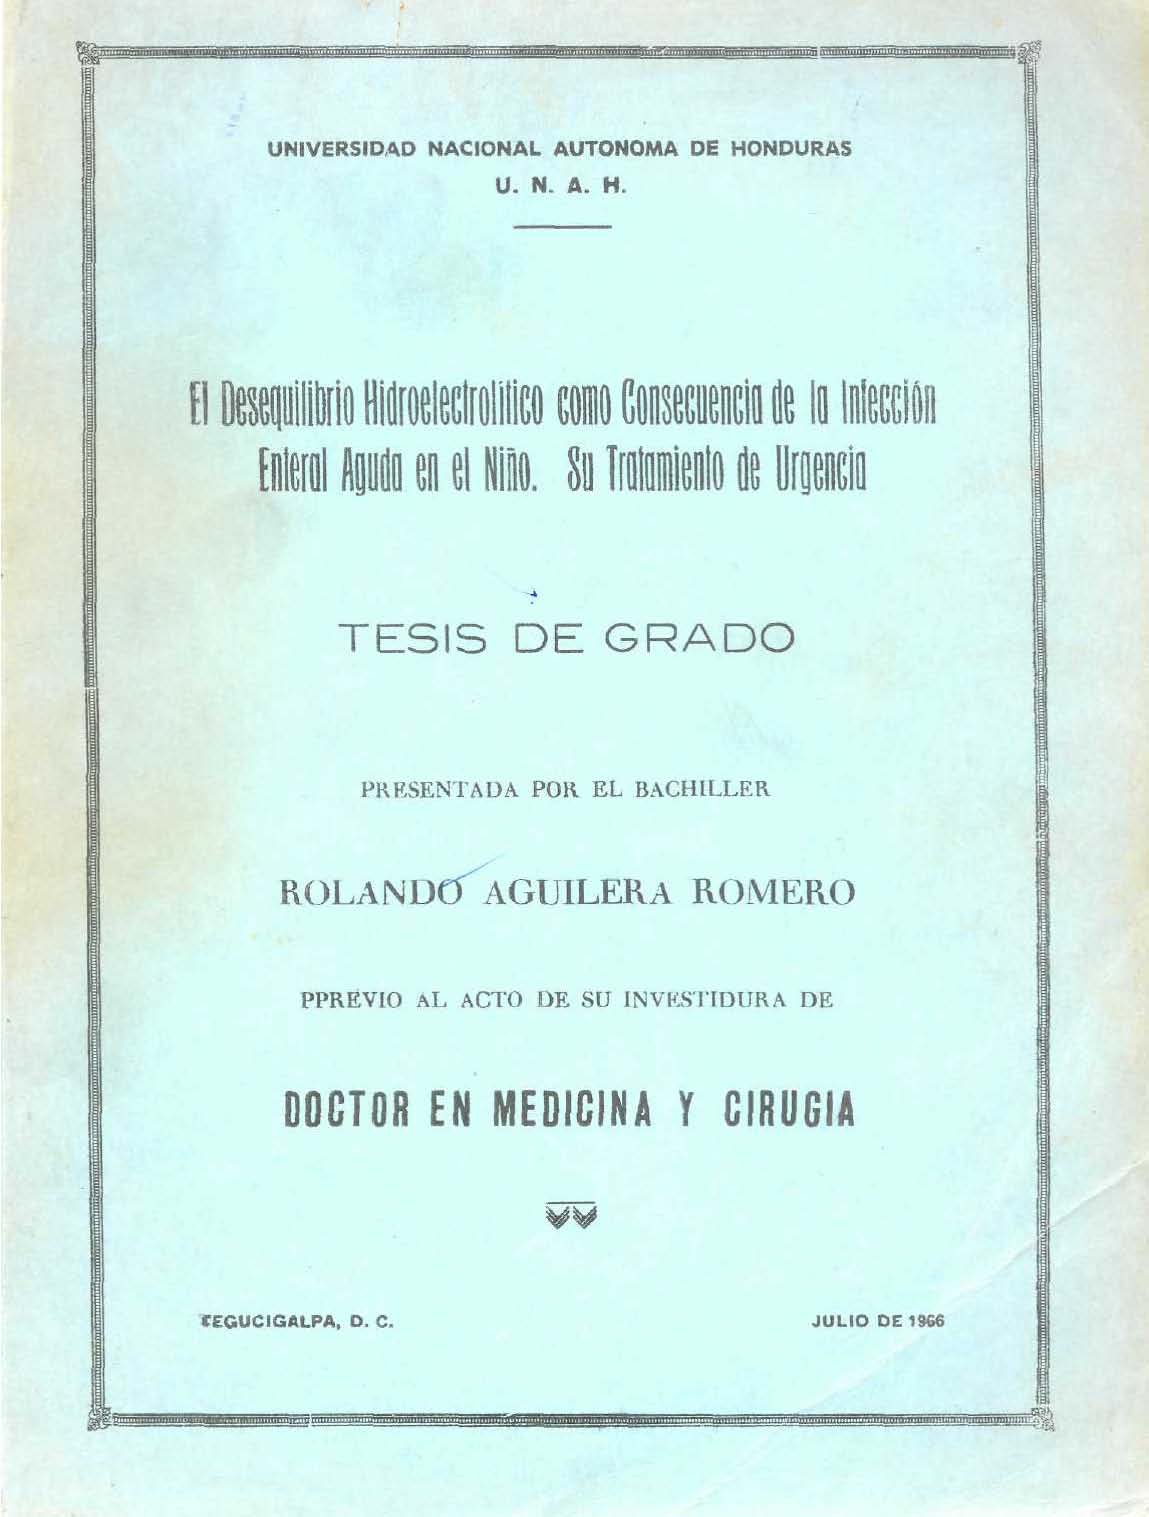 UNIVERSIDAD NACIONAL AUTONOMA DE HONDURAS
U. N. A. H.
El Desequilibrio Hidroelectrolítico como Consecuencia de la Infección
Enteral Aguda en el Niño. Su Tratamiento de Urgencia
TESIS DE GRADO
PRESENTADA POR EL BACHILLER
ROLANDO AGUILERA ROMERO
PPREVIO AL ACTO DE SU INVESTIDURA DE
DOCTOR EN MEDICINA Y CIRUGIA
TEGUCIGALPA, D. C.
JULIO DE 1966